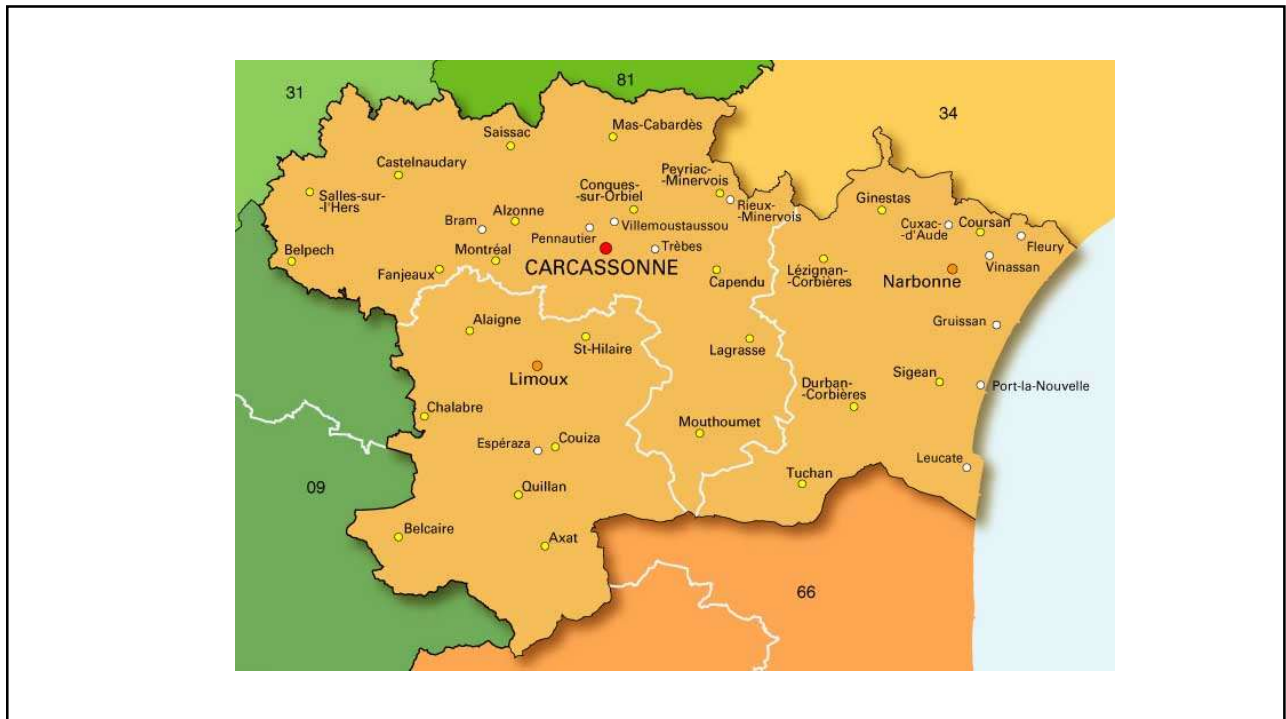 81
31
34
Mas-Cabardès
Saissac
Castelnaudary
Peyriac-
-Minervois
Salles-sur-
-l'Hers
Conques-
-sur-Orbiel
Ginestas
Rieux-
-Minervois
Alzonne
Bram
Villemoustaussou
Cuxac-
-d'Aude
Coursan
Pennautier
Fleury
Belpech
Montréal
Trèbes
Vinassan
CARCASSONNE
Fanjeaux
Capendu
Lézignan-
-Corbières
Narbonne
Alaigne
Gruissan
St-Hilaire
Lagrasse
Limoux
Sigean
Port-la-Nouvelle
Durban-
-Corbières
Chalabre
Mouthoumet
Espéraza
Couiza
Leucate
Tuchan
09
Quillan
Belcaire
Axat
66